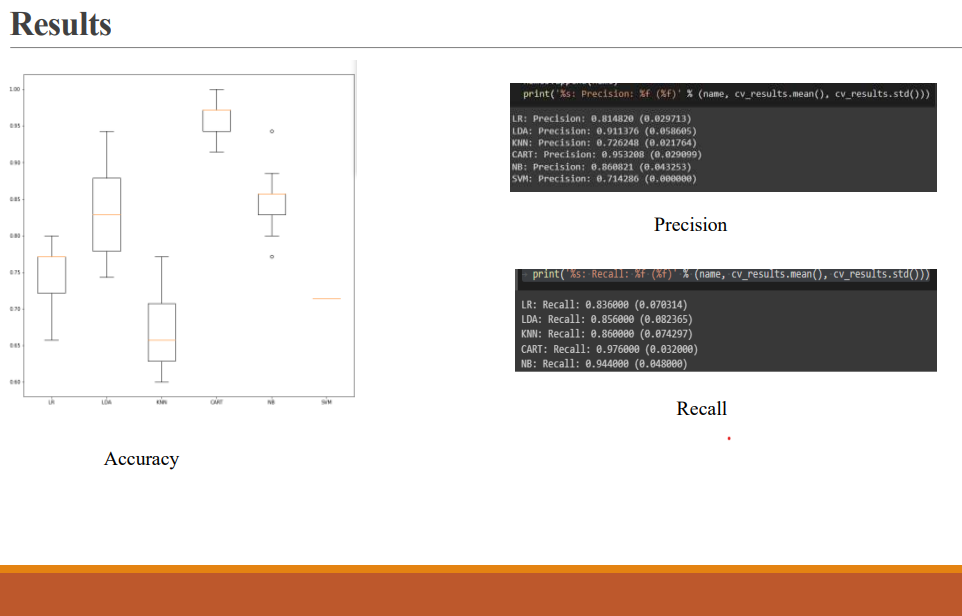 Results
1.00
0.95
0.90
0.85
0.80
0.75
0.70
0.65
0.60
LR LDA KNN CART NB SVM
Accuracy
print('%s: Precision: %f (%f)' % (name, cv_results.mean(), cv_results.std()))
LR: Precision: 0.814820 (0.029713)
LDA: Precision: 0.911376 (0.058605)
KNN: Precision: 0.726248 (0.021764)
CART: Precision: 0.953208 (0.029099)
NB: Precision: 0.860821 (0.043253)
SVM: Precision: 0.714286 (0.000000)
Precision
print('%s: Recall: %f (%f)' % (name, cv_results.mean(), cv_results.std()))
LR: Recall: 0.836000 (0.070314)
LDA: Recall: 0.856000 (0.082365)
KNN: Recall: 0.860000 (0.074297)
CART: Recall: 0.976000 (0.032000)
NB: Recall: 0.944000 (0.048000)
Recall